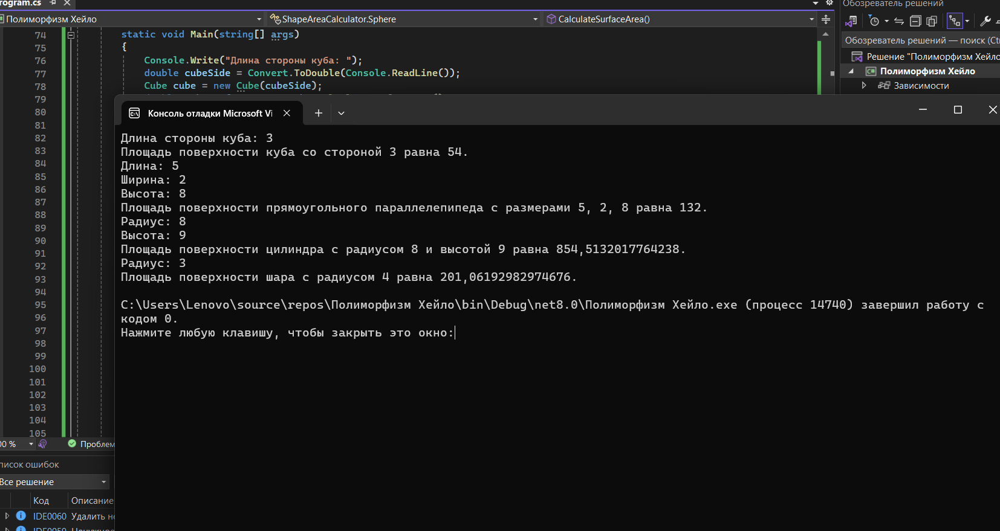 rogram.cs
Обозреватель решений
Полиморфизм Хейло
ShapeAreaCalculator.Sphere
CalculateSurfaceArea()
Обозреватель решений — поиск (Ct
Решение "Полиморфизм Хейло
Полиморфизм Хейло
Зависимости
74 static void Main(string[] args)
75 {
76 Console.Write("Длина стороны куба: ");
77 double cubeSide = Convert.ToDouble(Console.ReadLine());
78 Cube cube = new Cube(cubeSide);
79
80
81
82
83
84
85
86
87
88
89
90
91
92
93
94
95
96
97
98
99
100
101
102
103
104
105
Консоль отладки Microsoft Vi
Длина стороны куба: 3
Площадь поверхности куба со стороной 3 равна 54.
Длина: 5
Ширина: 2
Высота: 8
Площадь поверхности прямоугольного параллелепипеда с размерами 5, 2, 8 равна 132.
Радиус: 8
Высота: 9
Площадь поверхности цилиндра с радиусом 8 и высотой 9 равна 854,5132017764238.
Радиус: 3
Площадь поверхности шара с радиусом 4 равна 201,06192982974676.
C:\Users\Lenovo\source\repos\Полиморфизм Хейло\bin\Debug\net8.0\Полиморфизм Хейло.exe (процесс 14740) завершил работу с
кодом 0.
Нажмите любую клавишу, чтобы закрыть это окно:
00 %
Проблем
писок ошибок
Все решение
Код
Описание
IDE0060 Удалить не
IDE0059 Ненужное